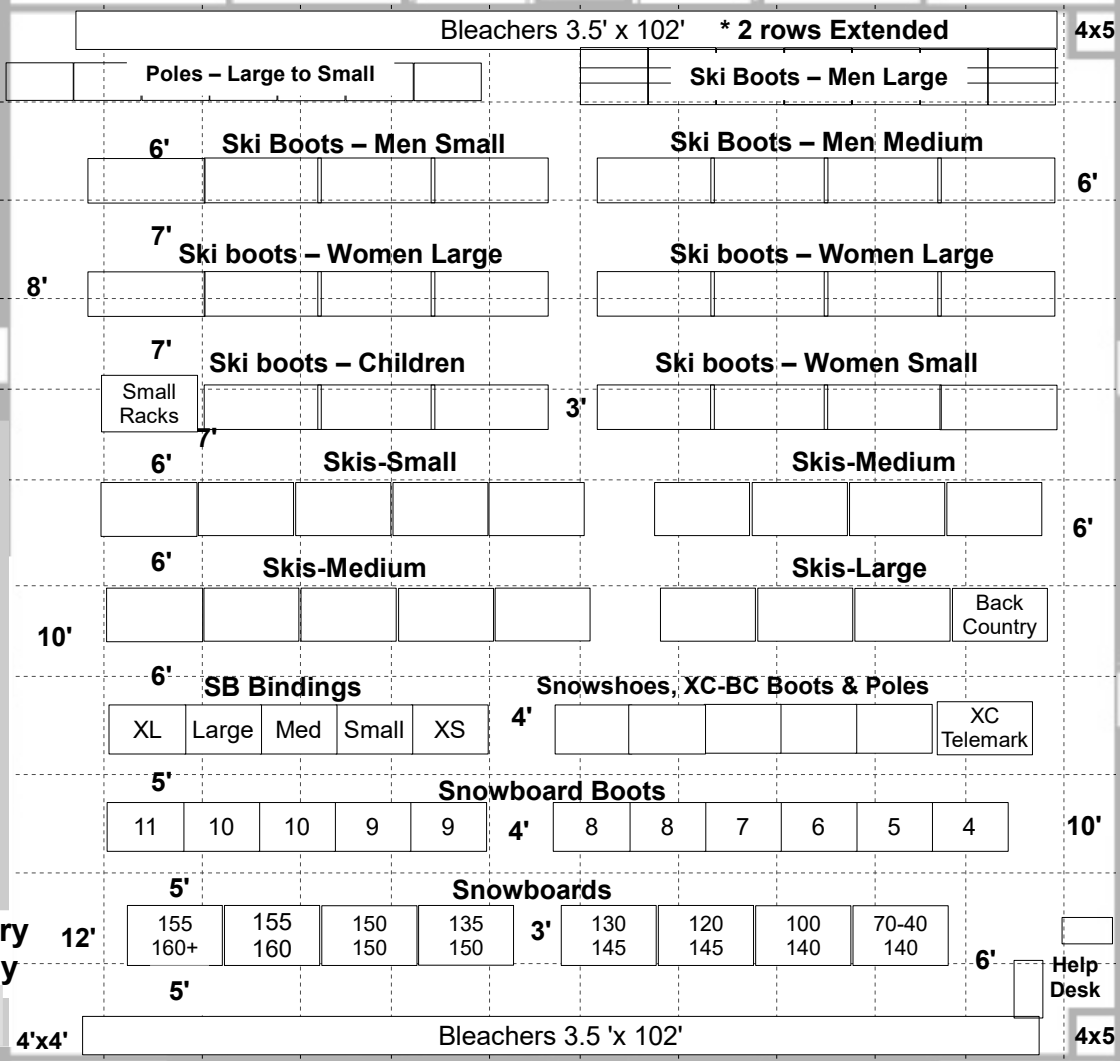 Bleachers 3.5' x 102' * 2 rows Extended
4x5
Poles – Large to Small
Ski Boots – Men Large
6'
Ski Boots – Men Small
Ski Boots – Men Medium
6'
7'
Ski boots – Women Large
Ski boots – Women Large
8'
7'
Ski boots – Children
Ski boots – Women Small
Small
Racks
3'
7'
6'
Skis-Small
Skis-Medium
6'
6'
Skis-Medium
Skis-Large
Back
Country
10'
6'
SB Bindings
Snowshoes, XC-BC Boots & Poles
XL Large Med Small XS
4'
XC
Telemark
5'
Snowboard Boots
11 10 10 9 9 4' 8 8 7 6 5 4 10'
5'
Snowboards
ry
y
12'
155
160+
155
160
150
150
135
150
3'
130
145
120
145
100
140
70-40
140
6'
Help
Desk
5'
4'x4'
Bleachers 3.5 'x 102'
4x5